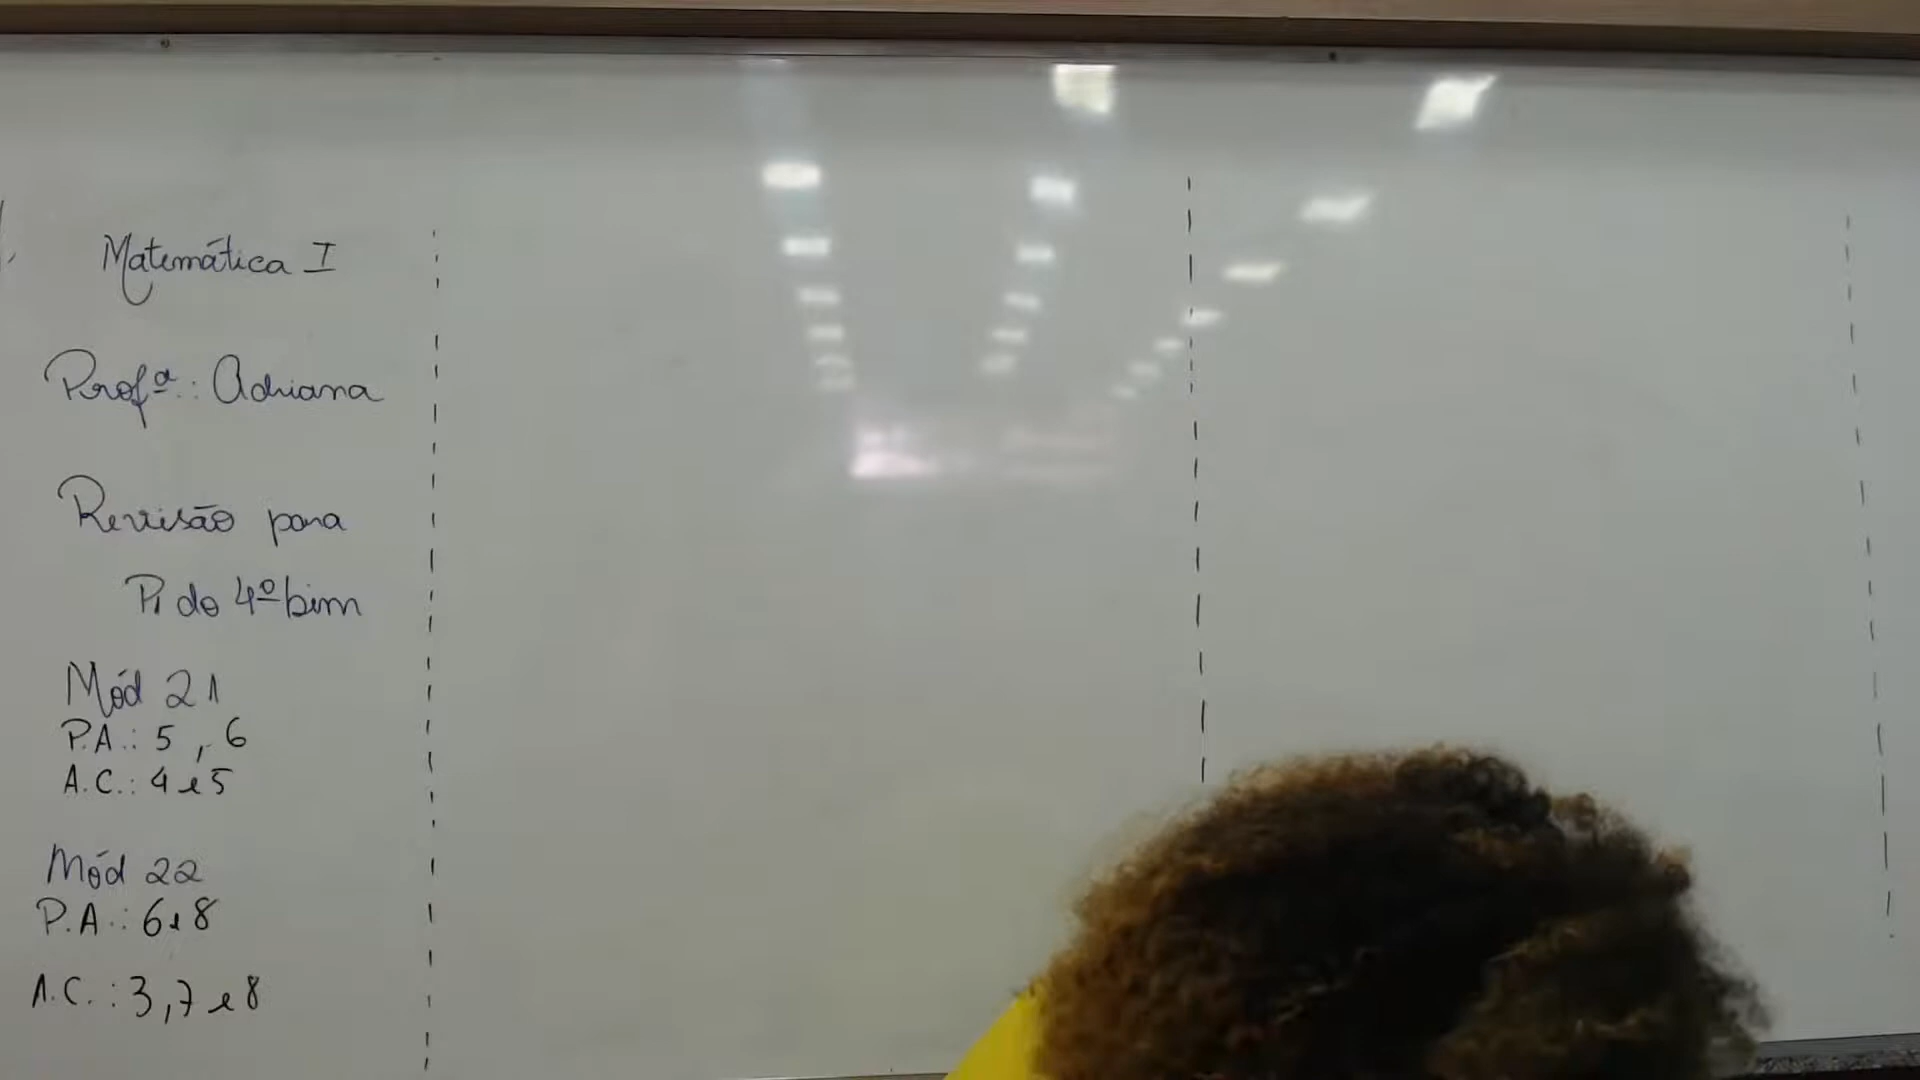 Matemática I
Profª.: Adriana
Revisão para
P1 do 4º bim
Mód 21
P.A.: 5, 6
A.C.: 4 e 5
Mód 22
P.A.: 6 e 8
A.C.: 3, 7 e 8